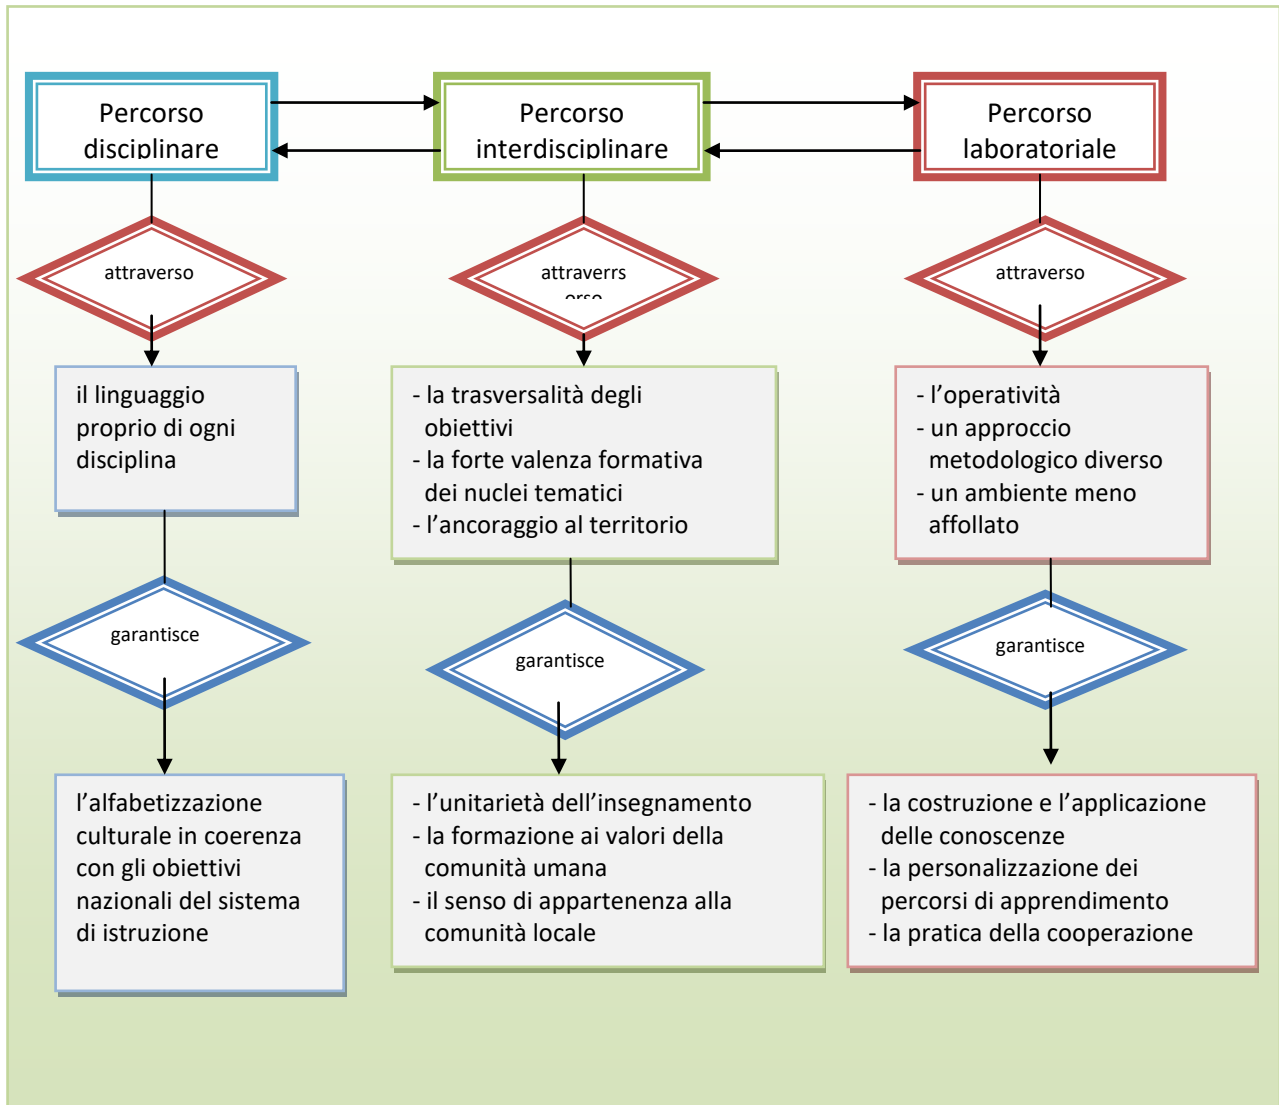 Percorso
disciplinare
Percorso
interdisciplinare
Percorso
laboratoriale
attraverso
attraverrs
orso
attraverso
il linguaggio
proprio di ogni
disciplina
- la trasversalità degli
obiettivi
- la forte valenza formativa
dei nuclei tematici
- l’ancoraggio al territorio
- l’operatività
- un approccio
metodologico diverso
- un ambiente meno
affollato
garantisce
garantisce
garantisce
l’alfabetizzazione
culturale in coerenza
con gli obiettivi
nazionali del sistema
di istruzione
- l’unitarietà dell’insegnamento
- la formazione ai valori della
comunità umana
- il senso di appartenenza alla
comunità locale
- la costruzione e l’applicazione
delle conoscenze
- la personalizzazione dei
percorsi di apprendimento
- la pratica della cooperazione